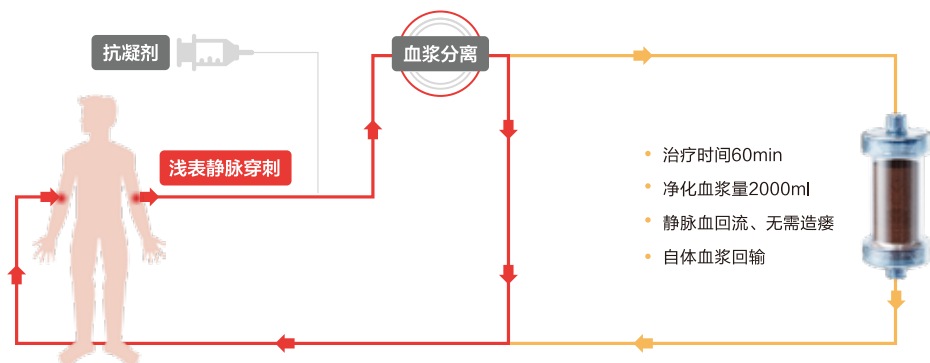 抗凝剂
血浆分离
浅表静脉穿刺
• 治疗时间60min
• 净化血浆量2000ml
• 静脉血回流、无需造瘘
• 自体血浆回输